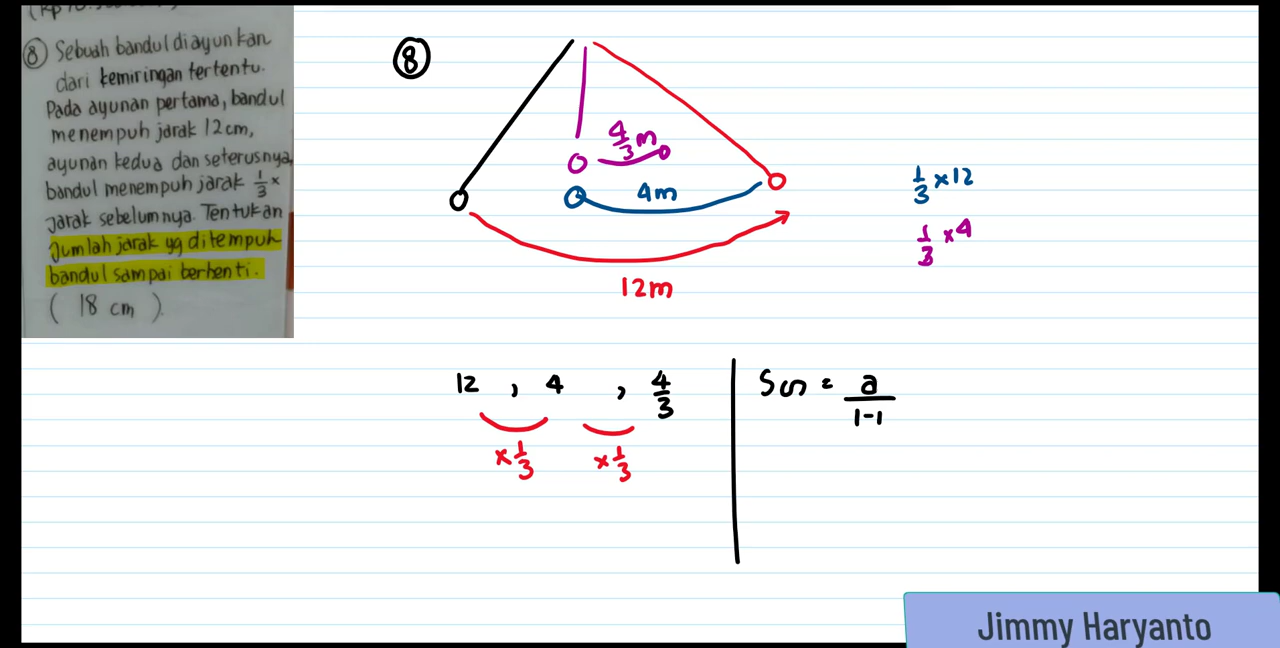 ⑧ Sebuah bandul diayunkan
dari kemiringan tertentu.
Pada ayunan pertama, bandul
menempuh jarak 12 cm,
ayunan kedua dan seterusnya,
bandul menempuh jarak 1/3 ×
jarak sebelumnya. Tentukan
jumlah jarak yg ditempuh
bandul sampai berhenti.
( 18 cm ).
⑧
4/3 m
4m
12m
1/3 × 12
1/3 × 4
12 , 4 , 4/3
×1/3 ×1/3
S∞ = a
1-1
Jimmy Haryanto